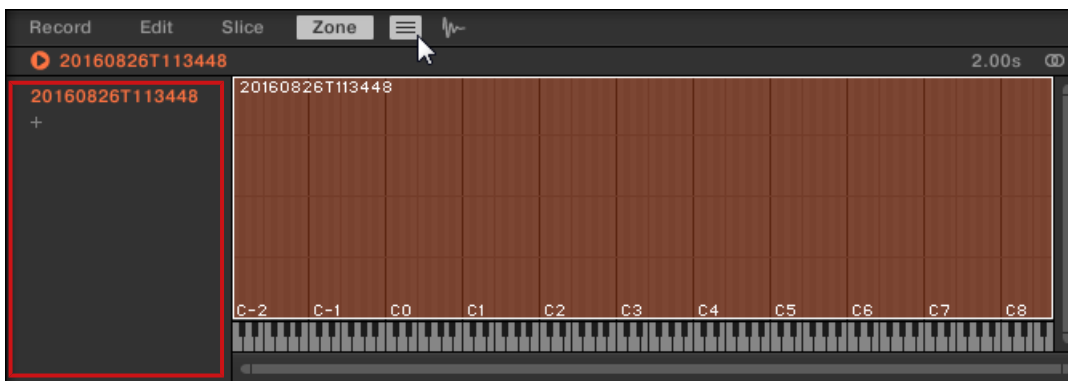 Record Edit Slice Zone
20160826T113448 2.00s
20160826T113448
+
20160826T113448
C-2 C-1 C0 C1 C2 C3 C4 C5 C6 C7 C8